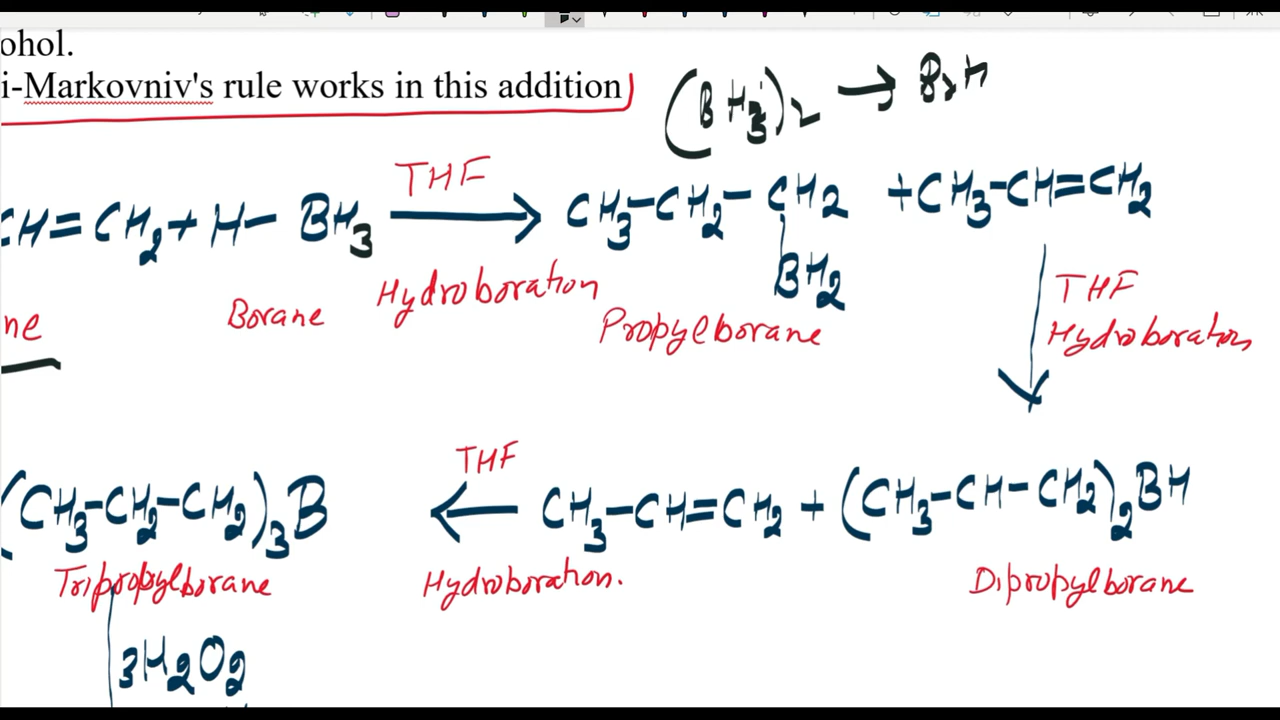 ohol.
i-Markovniv's rule works in this addition
(BH3)2 → B2H
CH=CH2 + H-BH3 THF → CH3-CH2-CH2 + CH3-CH=CH2
BH2
Hydroboration
ne
Borane
Propylborane
THF
Hydroboration
(CH3-CH2-CH2)3B ← THF CH3-CH=CH2 + (CH3-CH-CH2)2BH
Tripropylborane
Hydroboration.
Dipropylborane
3H2O2